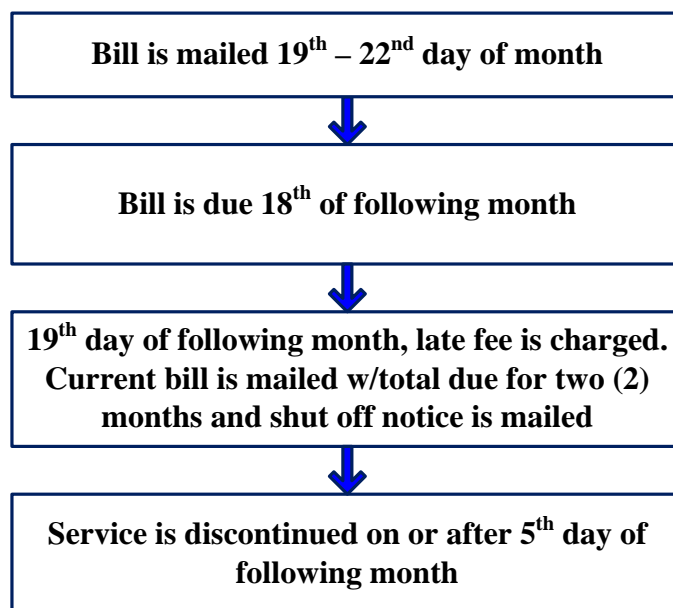 Bill is mailed 19th – 22nd day of month
Bill is due 18th of following month
19th day of following month, late fee is charged.
Current bill is mailed w/total due for two (2)
months and shut off notice is mailed
Service is discontinued on or after 5th day of
following month